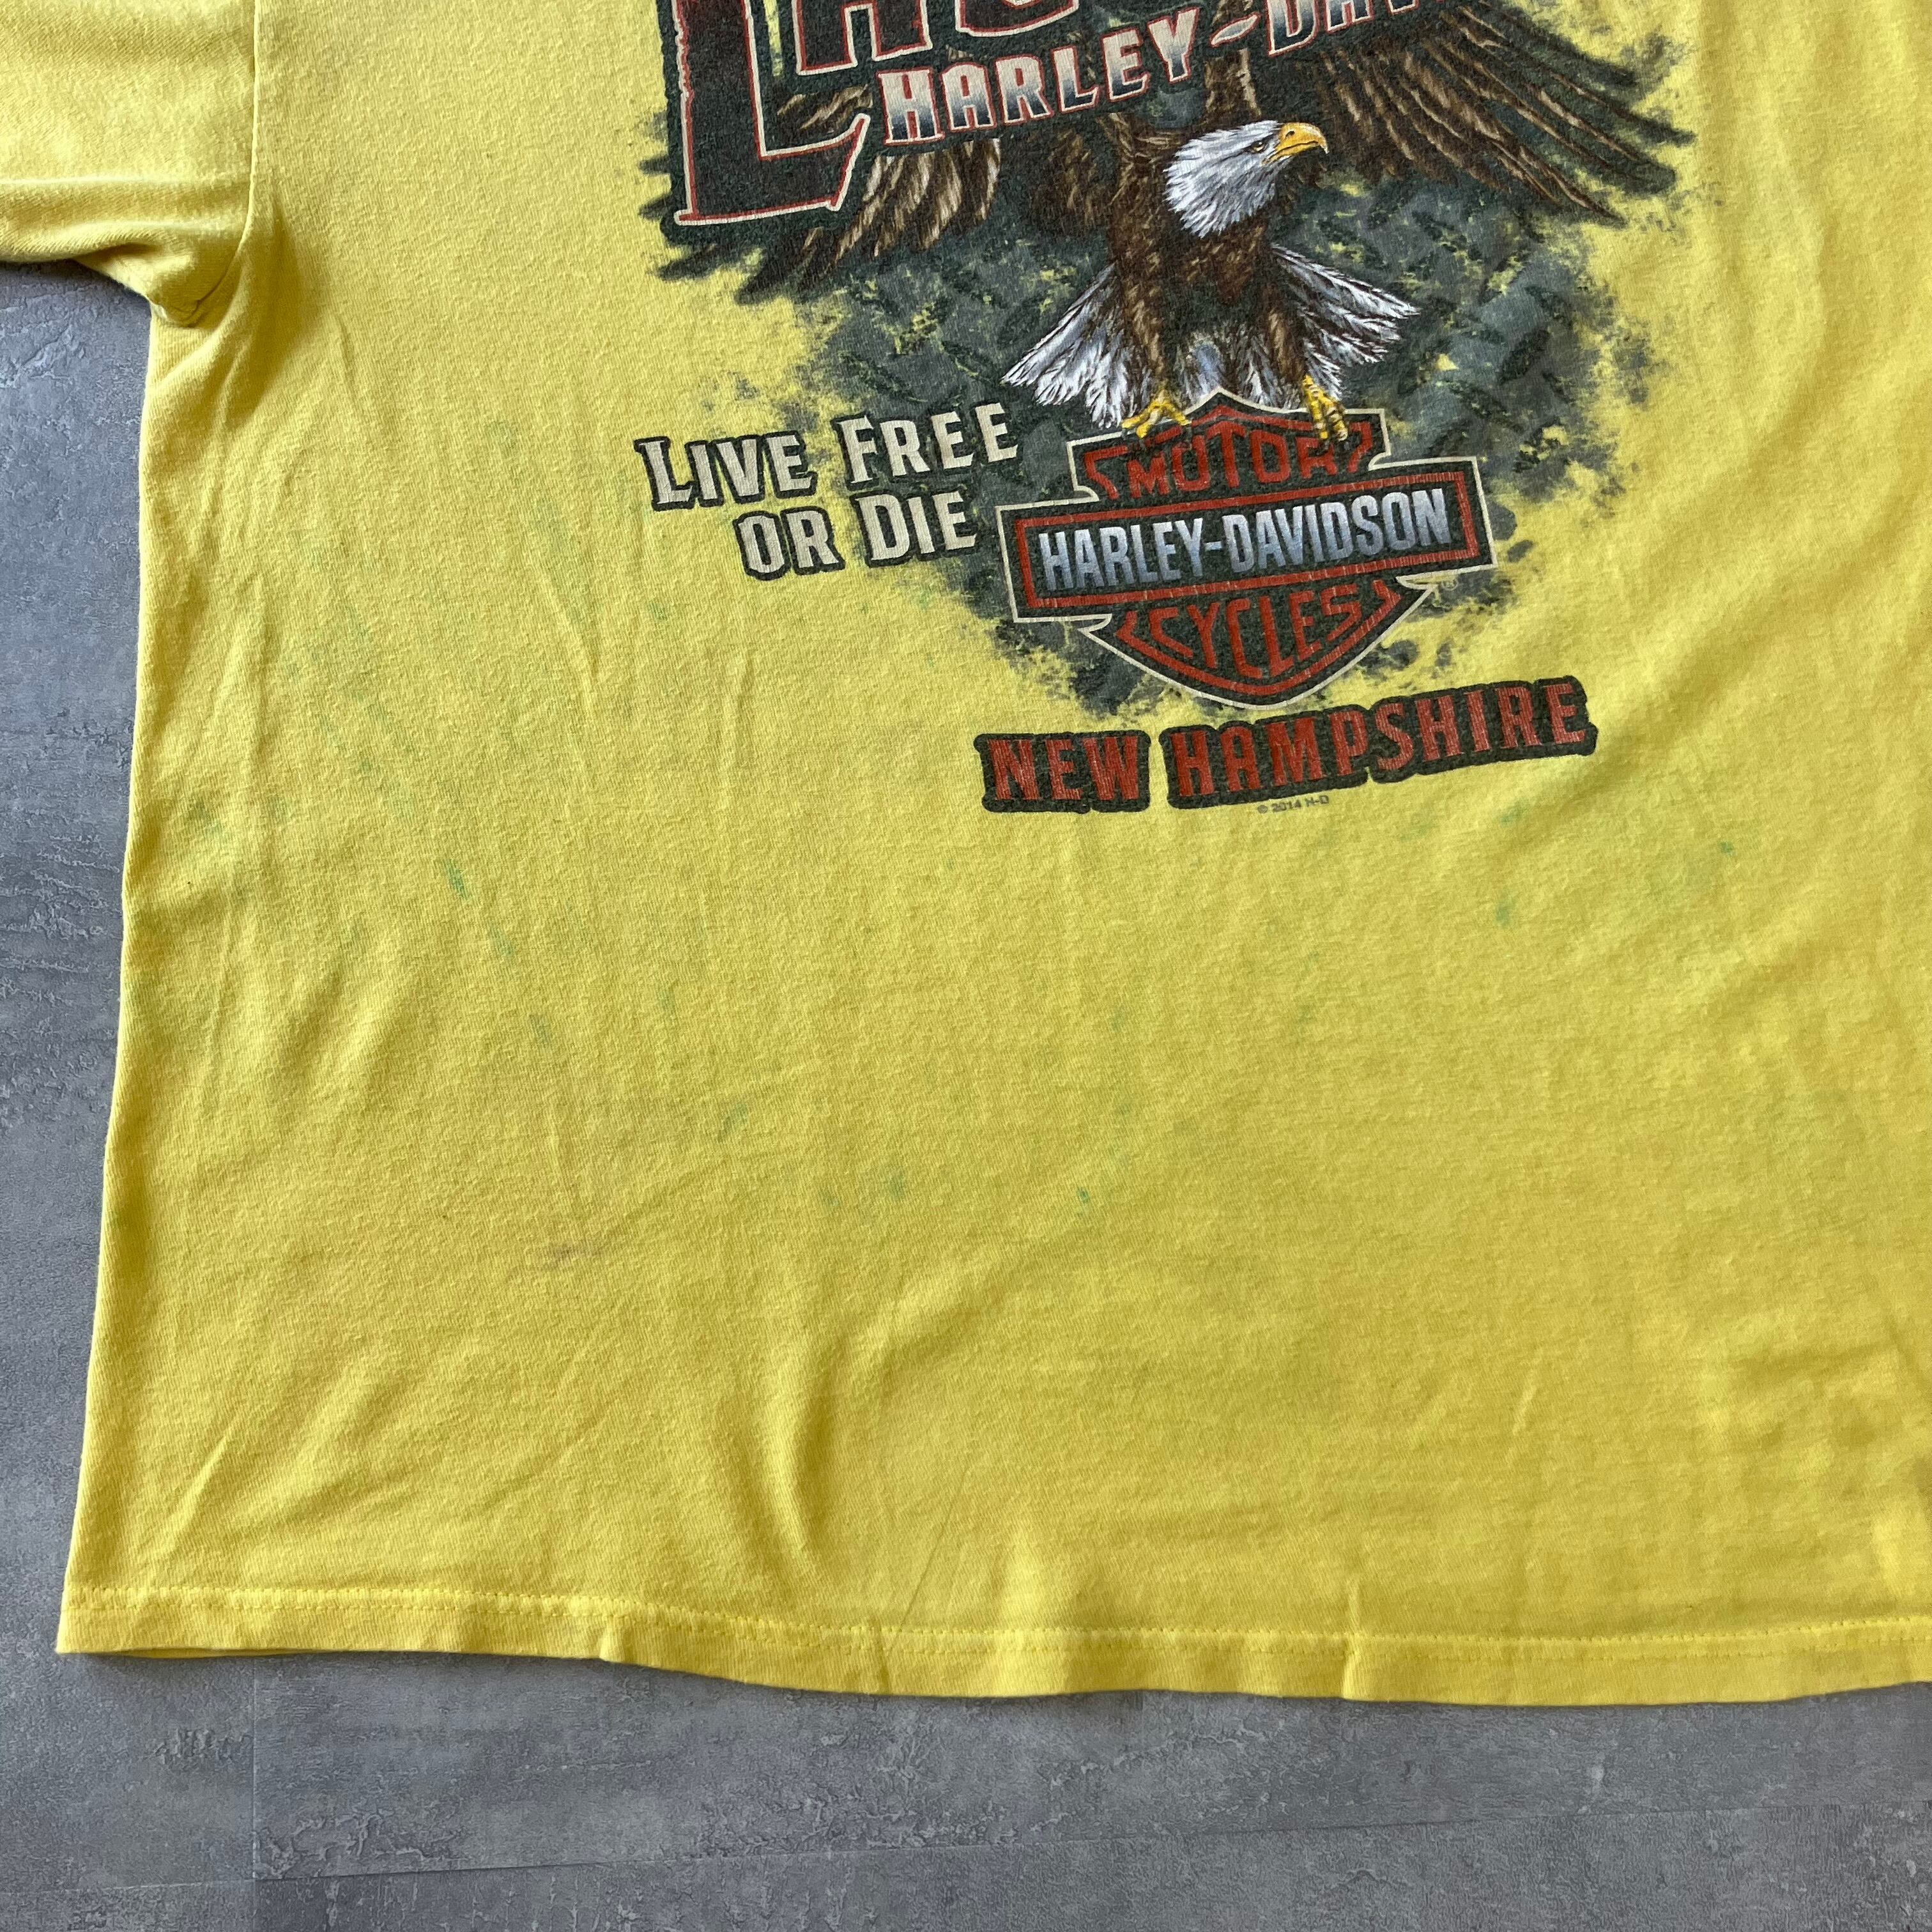 HARLEY-DAV
LIVE FREE
OR DIE
MOTOR
HARLEY-DAVIDSON
CYCLES
NEW HAMPSHIRE
© 2014 H-D